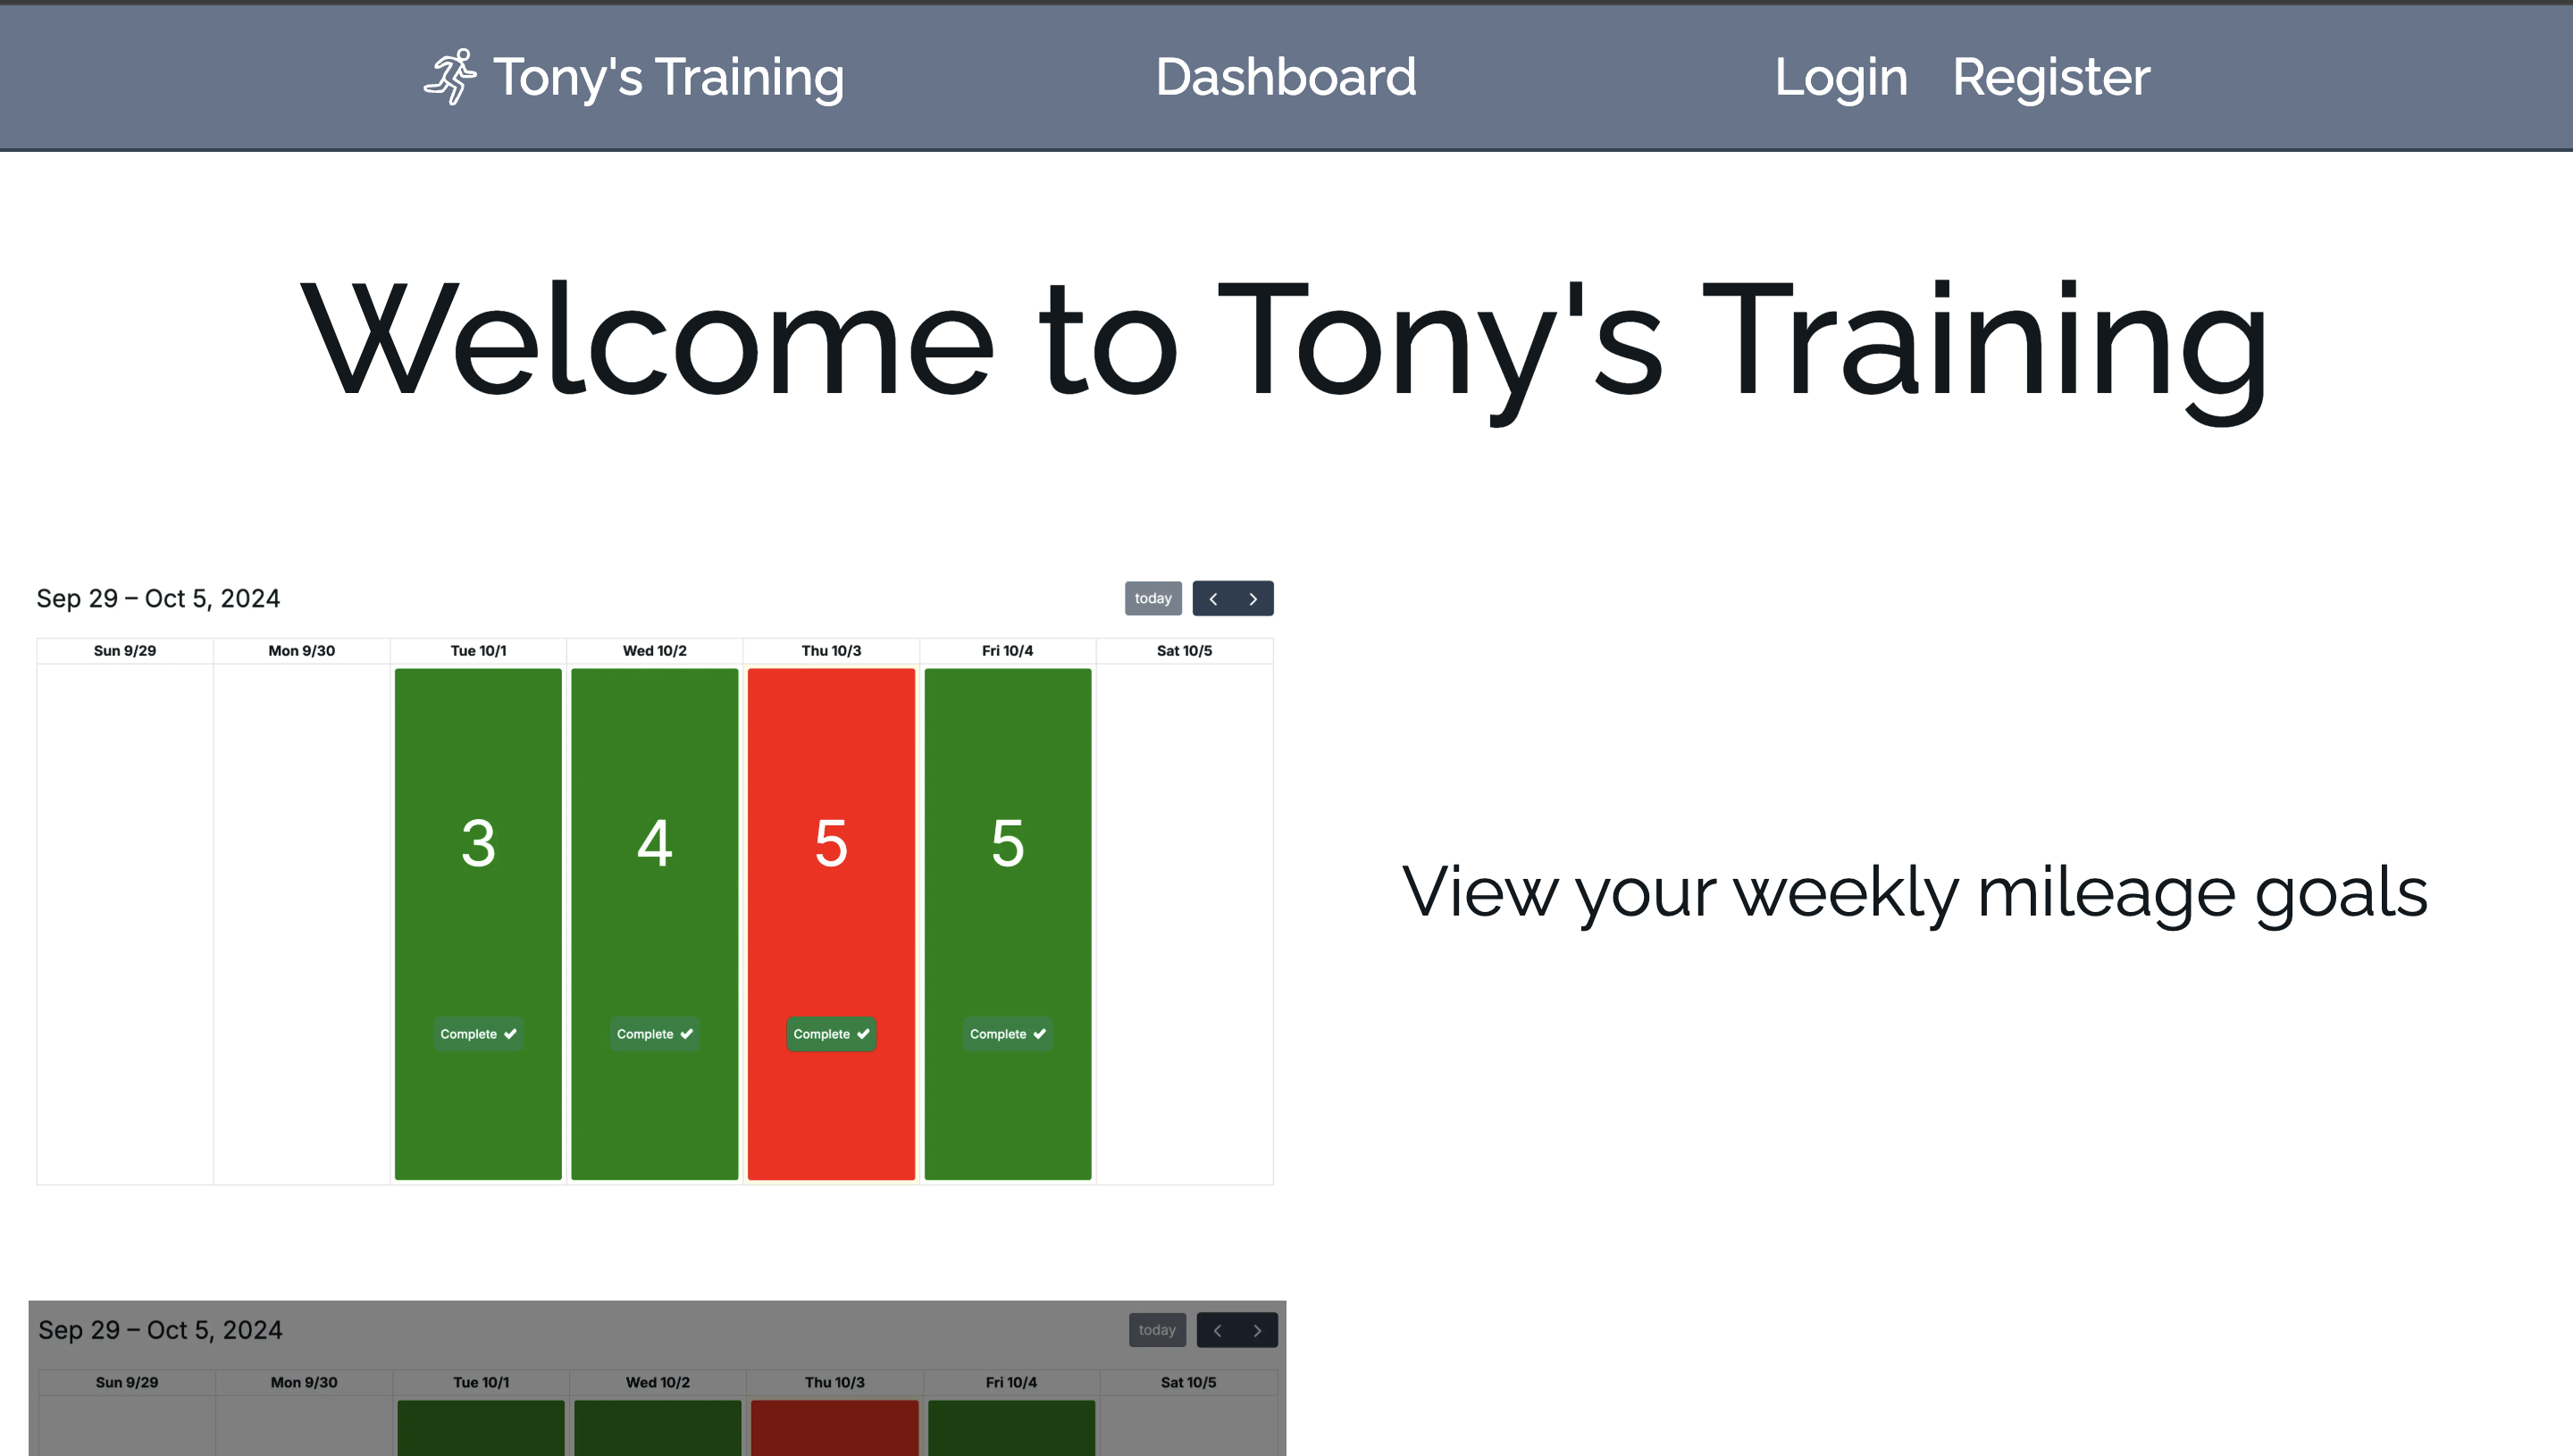 Tony's Training Dashboard Login Register
Welcome to Tony's Training
Sep 29 – Oct 5, 2024 today
Sun 9/29 Mon 9/30 Tue 10/1 Wed 10/2 Thu 10/3 Fri 10/4 Sat 10/5
3 4 5 5
View your weekly mileage goals
Complete Complete Complete Complete
Sep 29 – Oct 5, 2024 today
Sun 9/29 Mon 9/30 Tue 10/1 Wed 10/2 Thu 10/3 Fri 10/4 Sat 10/5